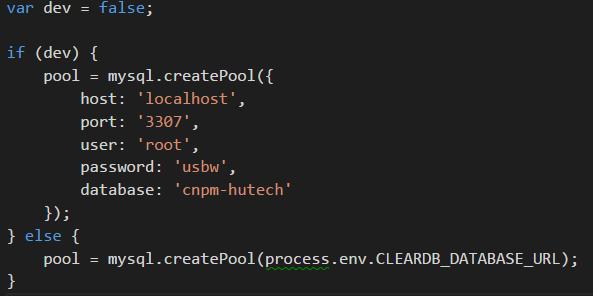 var dev = false;
if (dev) {
    pool = mysql.createPool({
        host: 'localhost',
        port: '3307',
        user: 'root',
        password: 'usbw',
        database: 'cnpm-hutech'
    });
} else {
    pool = mysql.createPool(process.env.CLEARDB_DATABASE_URL);
}